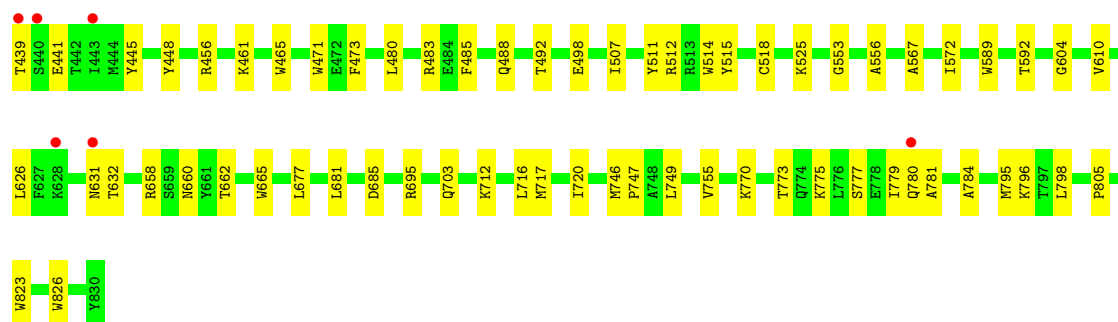 T439 S440 E441 T442 I443 M444 Y445 Y448 R456 K461 W465 W471 E472 F473 L480 R483 E484 F485 Q488 T492 E498 I507 Y511 R512 R513 W514 Y515 C518 K525 G553 A556 A567 I572 W589 T592 G604 V610
L626 F627 K628 N631 T632 R658 S659 N660 Y661 T662 W665 L677 L681 D685 R695 Q703 K712 L716 M717 I720 M746 P747 A748 L749 V755 K770 T773 Q774 K775 L776 S777 E778 I779 Q780 A781 A784 M795 K796 T797 L798 P805
W823 W826 Y830